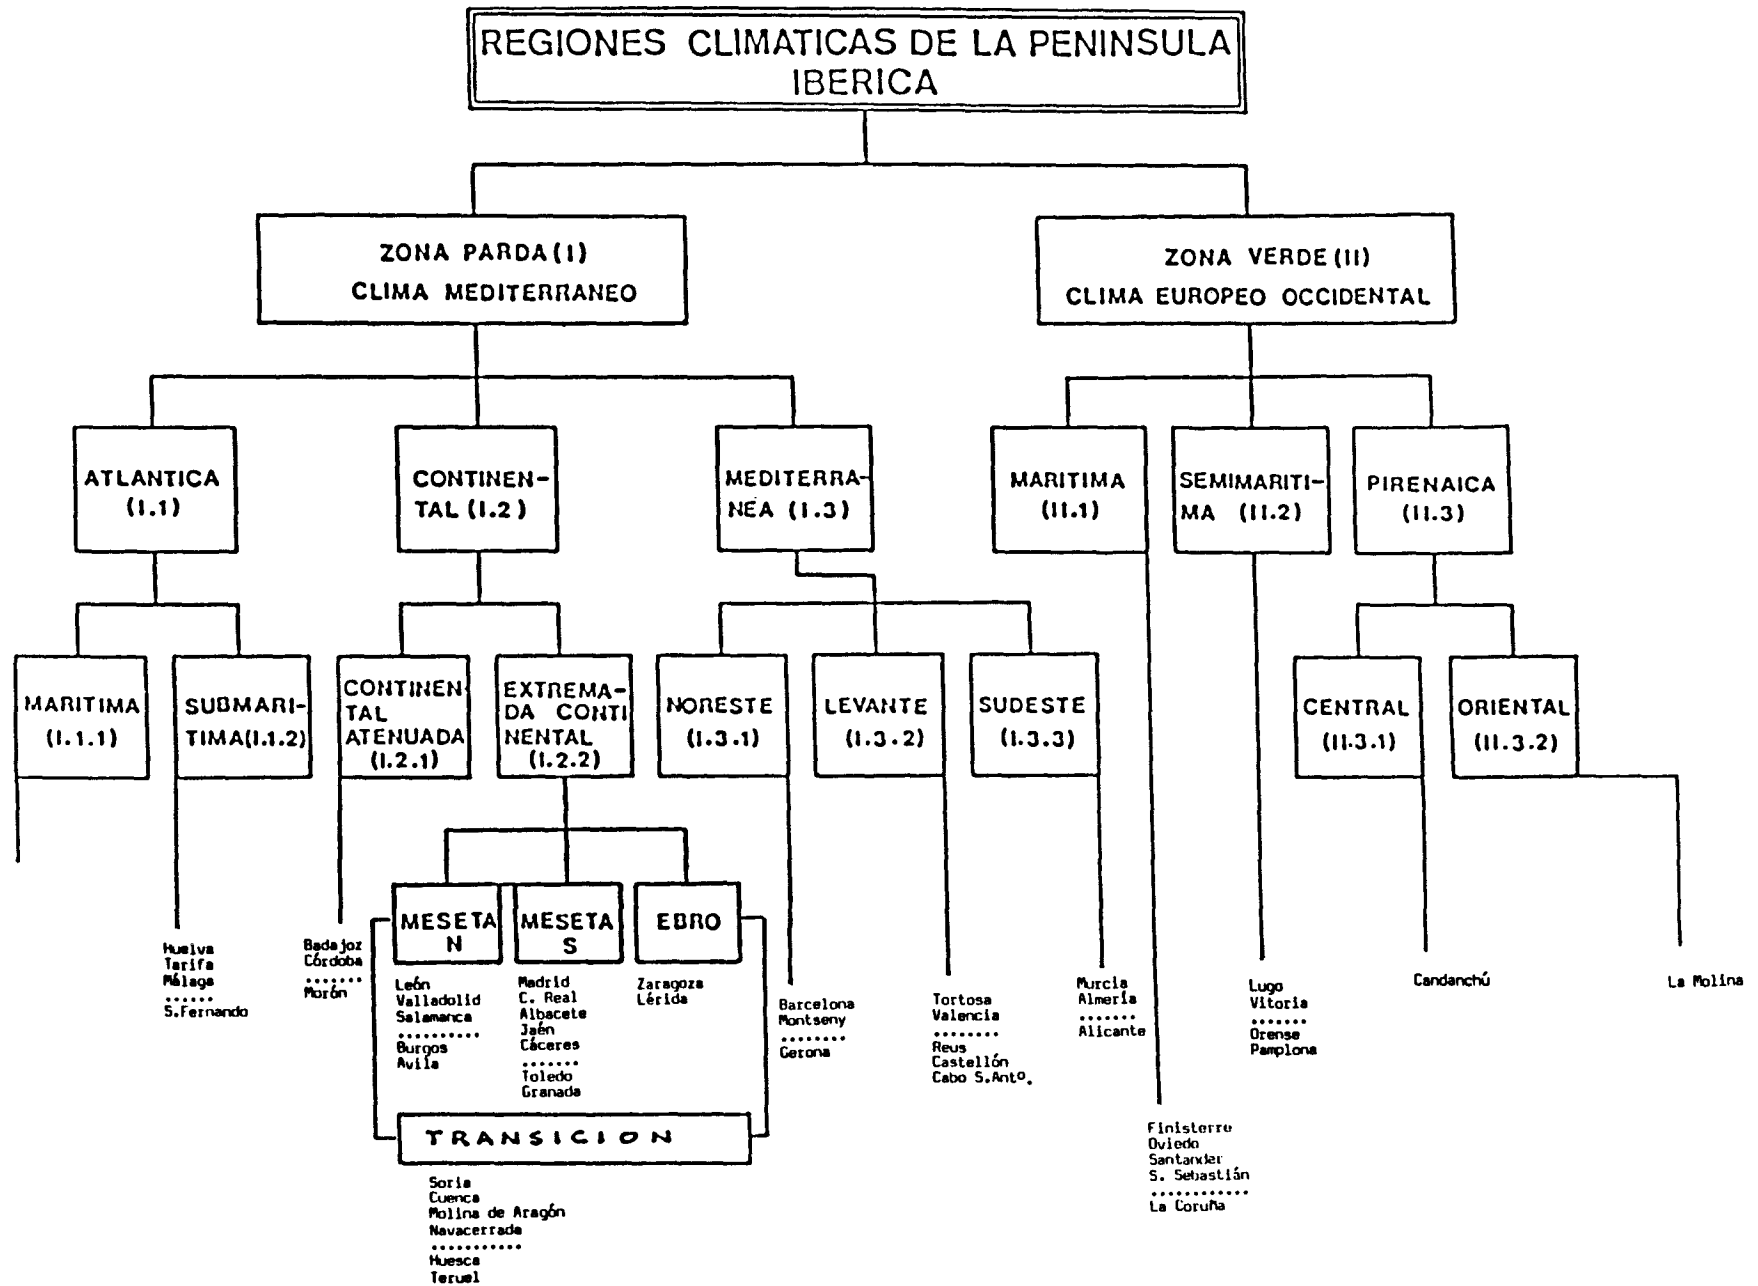 REGIONES CLIMATICAS DE LA PENINSULA
IBERICA
ZONA PARDA (I)
CLIMA MEDITERRANEO
ZONA VERDE (II)
CLIMA EUROPEO OCCIDENTAL
ATLANTICA
(I.1)
CONTINEN-
TAL (I.2)
MEDITERRA-
NEA (I.3)
MARITIMA
(II.1)
SEMIMARITI-
MA (II.2)
PIRENAICA
(II.3)
MARITIMA
(I.1.1)
SUBMARI-
TIMA(I.1.2)
CONTINEN
TAL
ATENUADA
(I.2.1)
EXTREMA-
DA CONTI
NENTAL
(I.2.2)
NORESTE
(I.3.1)
LEVANTE
(I.3.2)
SUDESTE
(I.3.3)
CENTRAL
(II.3.1)
ORIENTAL
(II.3.2)
MESETA
N
MESETA
S
EBRO
Huelva
Tarifa
Málaga
......
S.Fernando
Badajoz
Córdoba
.......
Morón
León
Valladolid
Salamanca
..........
Burgos
Avila
Madrid
C. Real
Albacete
Jaén
Cáceres
.......
Toledo
Granada
Zaragoza
Lérida
Barcelona
Montseny
........
Gerona
Tortosa
Valencia
........
Reus
Castellón
Cabo S.Antº.
Murcia
Almería
.......
Alicante
Lugo
Vitoria
.......
Orense
Pamplona
Candanchú
La Molina
Finisterre
Oviedo
Santander
S. Sebastián
............
La Coruña
TRANSICION
Soria
Cuenca
Molina de Aragón
Navacerrada
...........
Huesca
Teruel